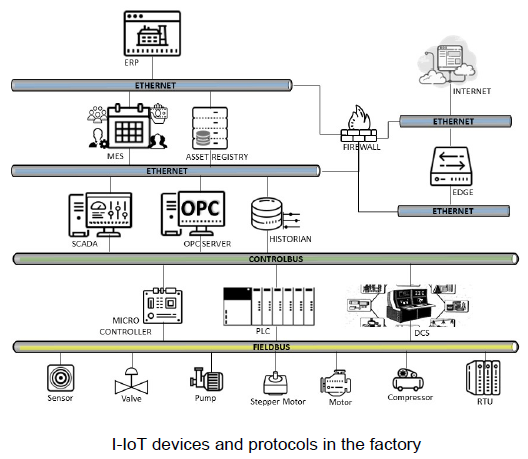 ERP
ETHERNET
INTERNET
ETHERNET
MES
ASSET REGISTRY
FIREWALL
ETHERNET
EDGE
ETHERNET
OPC
SCADA
OPC SERVER
HISTORIAN
CONTROLBUS
MICRO
CONTROLLER
PLC
DCS
FIELDBUS
Sensor
Valve
Pump
Stepper Motor
Motor
Compressor
RTU
I-IoT devices and protocols in the factory